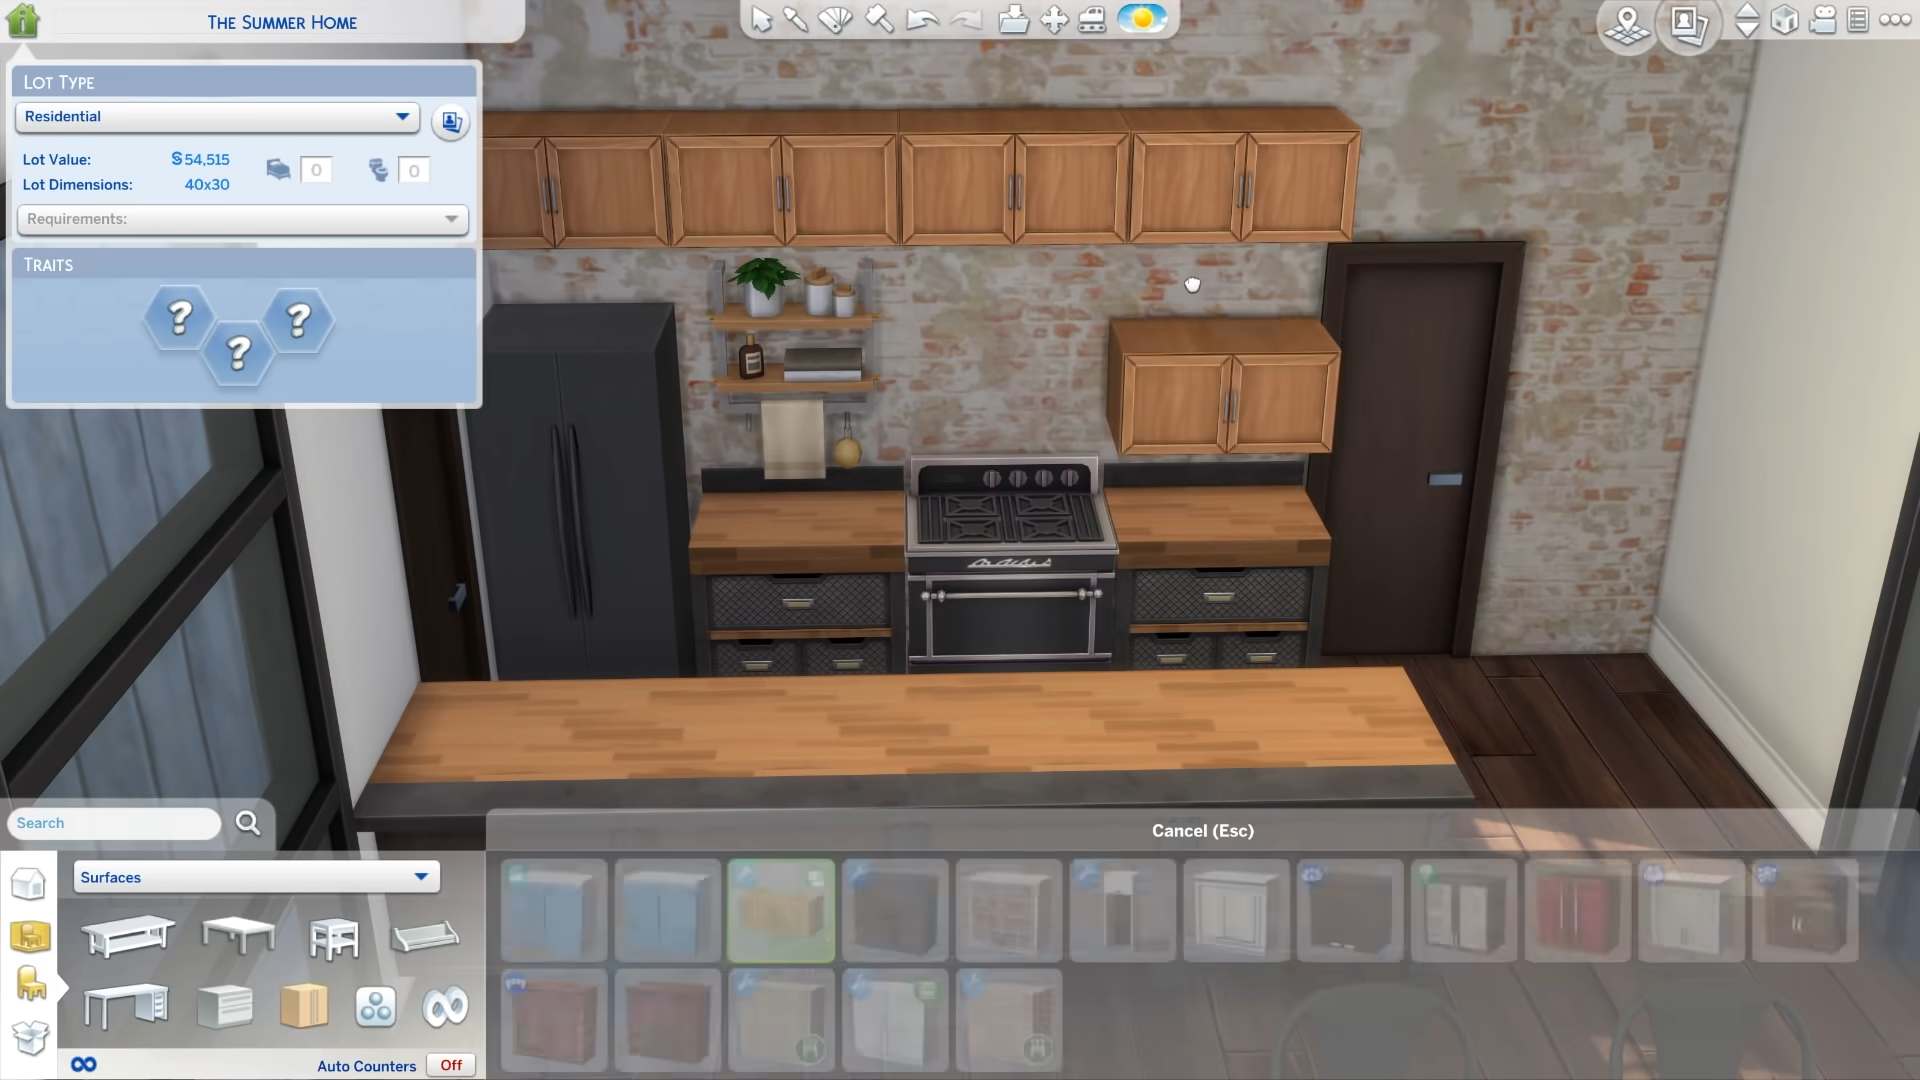 The Summer Home
Lot Type
Residential
Lot Value: §54,515
0
0
Lot Dimensions: 40x30
Requirements:
Traits
? ? ?
Search
Cancel (Esc)
Surfaces
Auto Counters Off